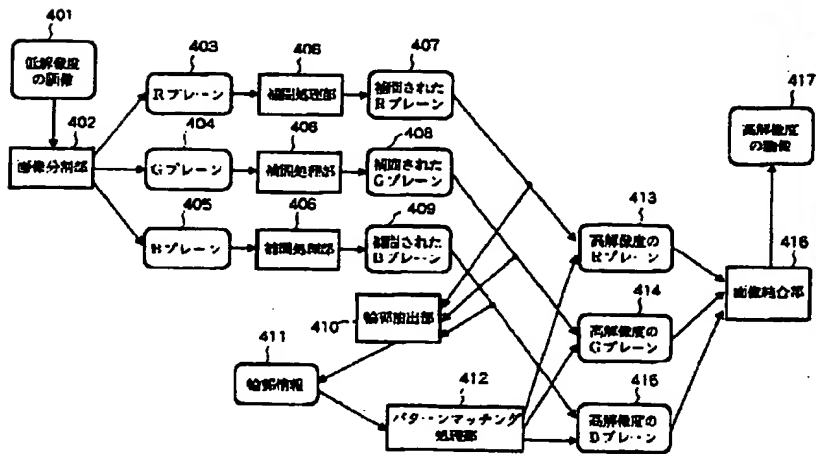 401
低解像度
の画像
402
画像分割部
403
Rプレーン
404
Gプレーン
405
Bプレーン
406
補間処理部
406
補間処理部
406
補間処理部
407
補間された
Rプレーン
408
補間された
Gプレーン
409
補間された
Bプレーン
410
輪郭抽出部
411
輪郭情報
412
パターンマッチング
処理部
413
高解像度の
Rプレーン
414
高解像度の
Gプレーン
415
高解像度の
Bプレーン
416
画像統合部
417
高解像度
の画像